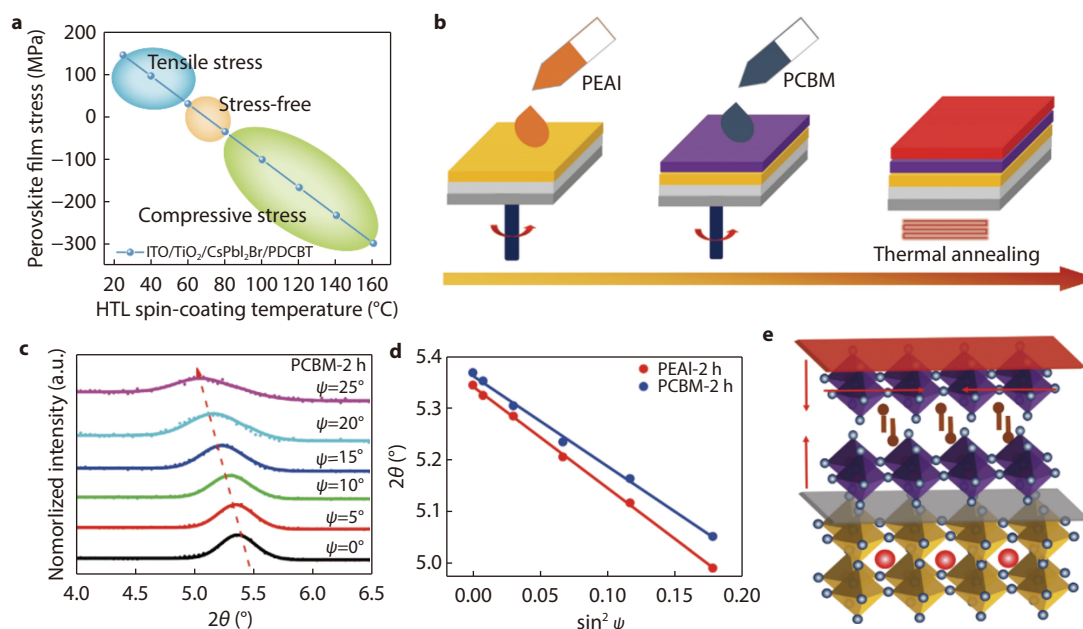 a
Perovskite film stress (MPa)
200
100
0
−100
−200
−300
Tensile stress
Stress-free
Compressive stress
ITO/TiO₂/CsPbI₂Br/PDCBT
20 40 60 80 100 120 140 160
HTL spin-coating temperature (°C)
b
PEAI
PCBM
Thermal annealing
c
Nomorlized intensity (a.u.)
PCBM-2 h
ψ=25°
ψ=20°
ψ=15°
ψ=10°
ψ=5°
ψ=0°
4.0 4.5 5.0 5.5 6.0 6.5
2θ (°)
d
2θ (°)
5.4
5.3
5.2
5.1
5.0
PEAI-2 h
PCBM-2 h
0.00 0.05 0.10 0.15 0.20
sin² ψ
e